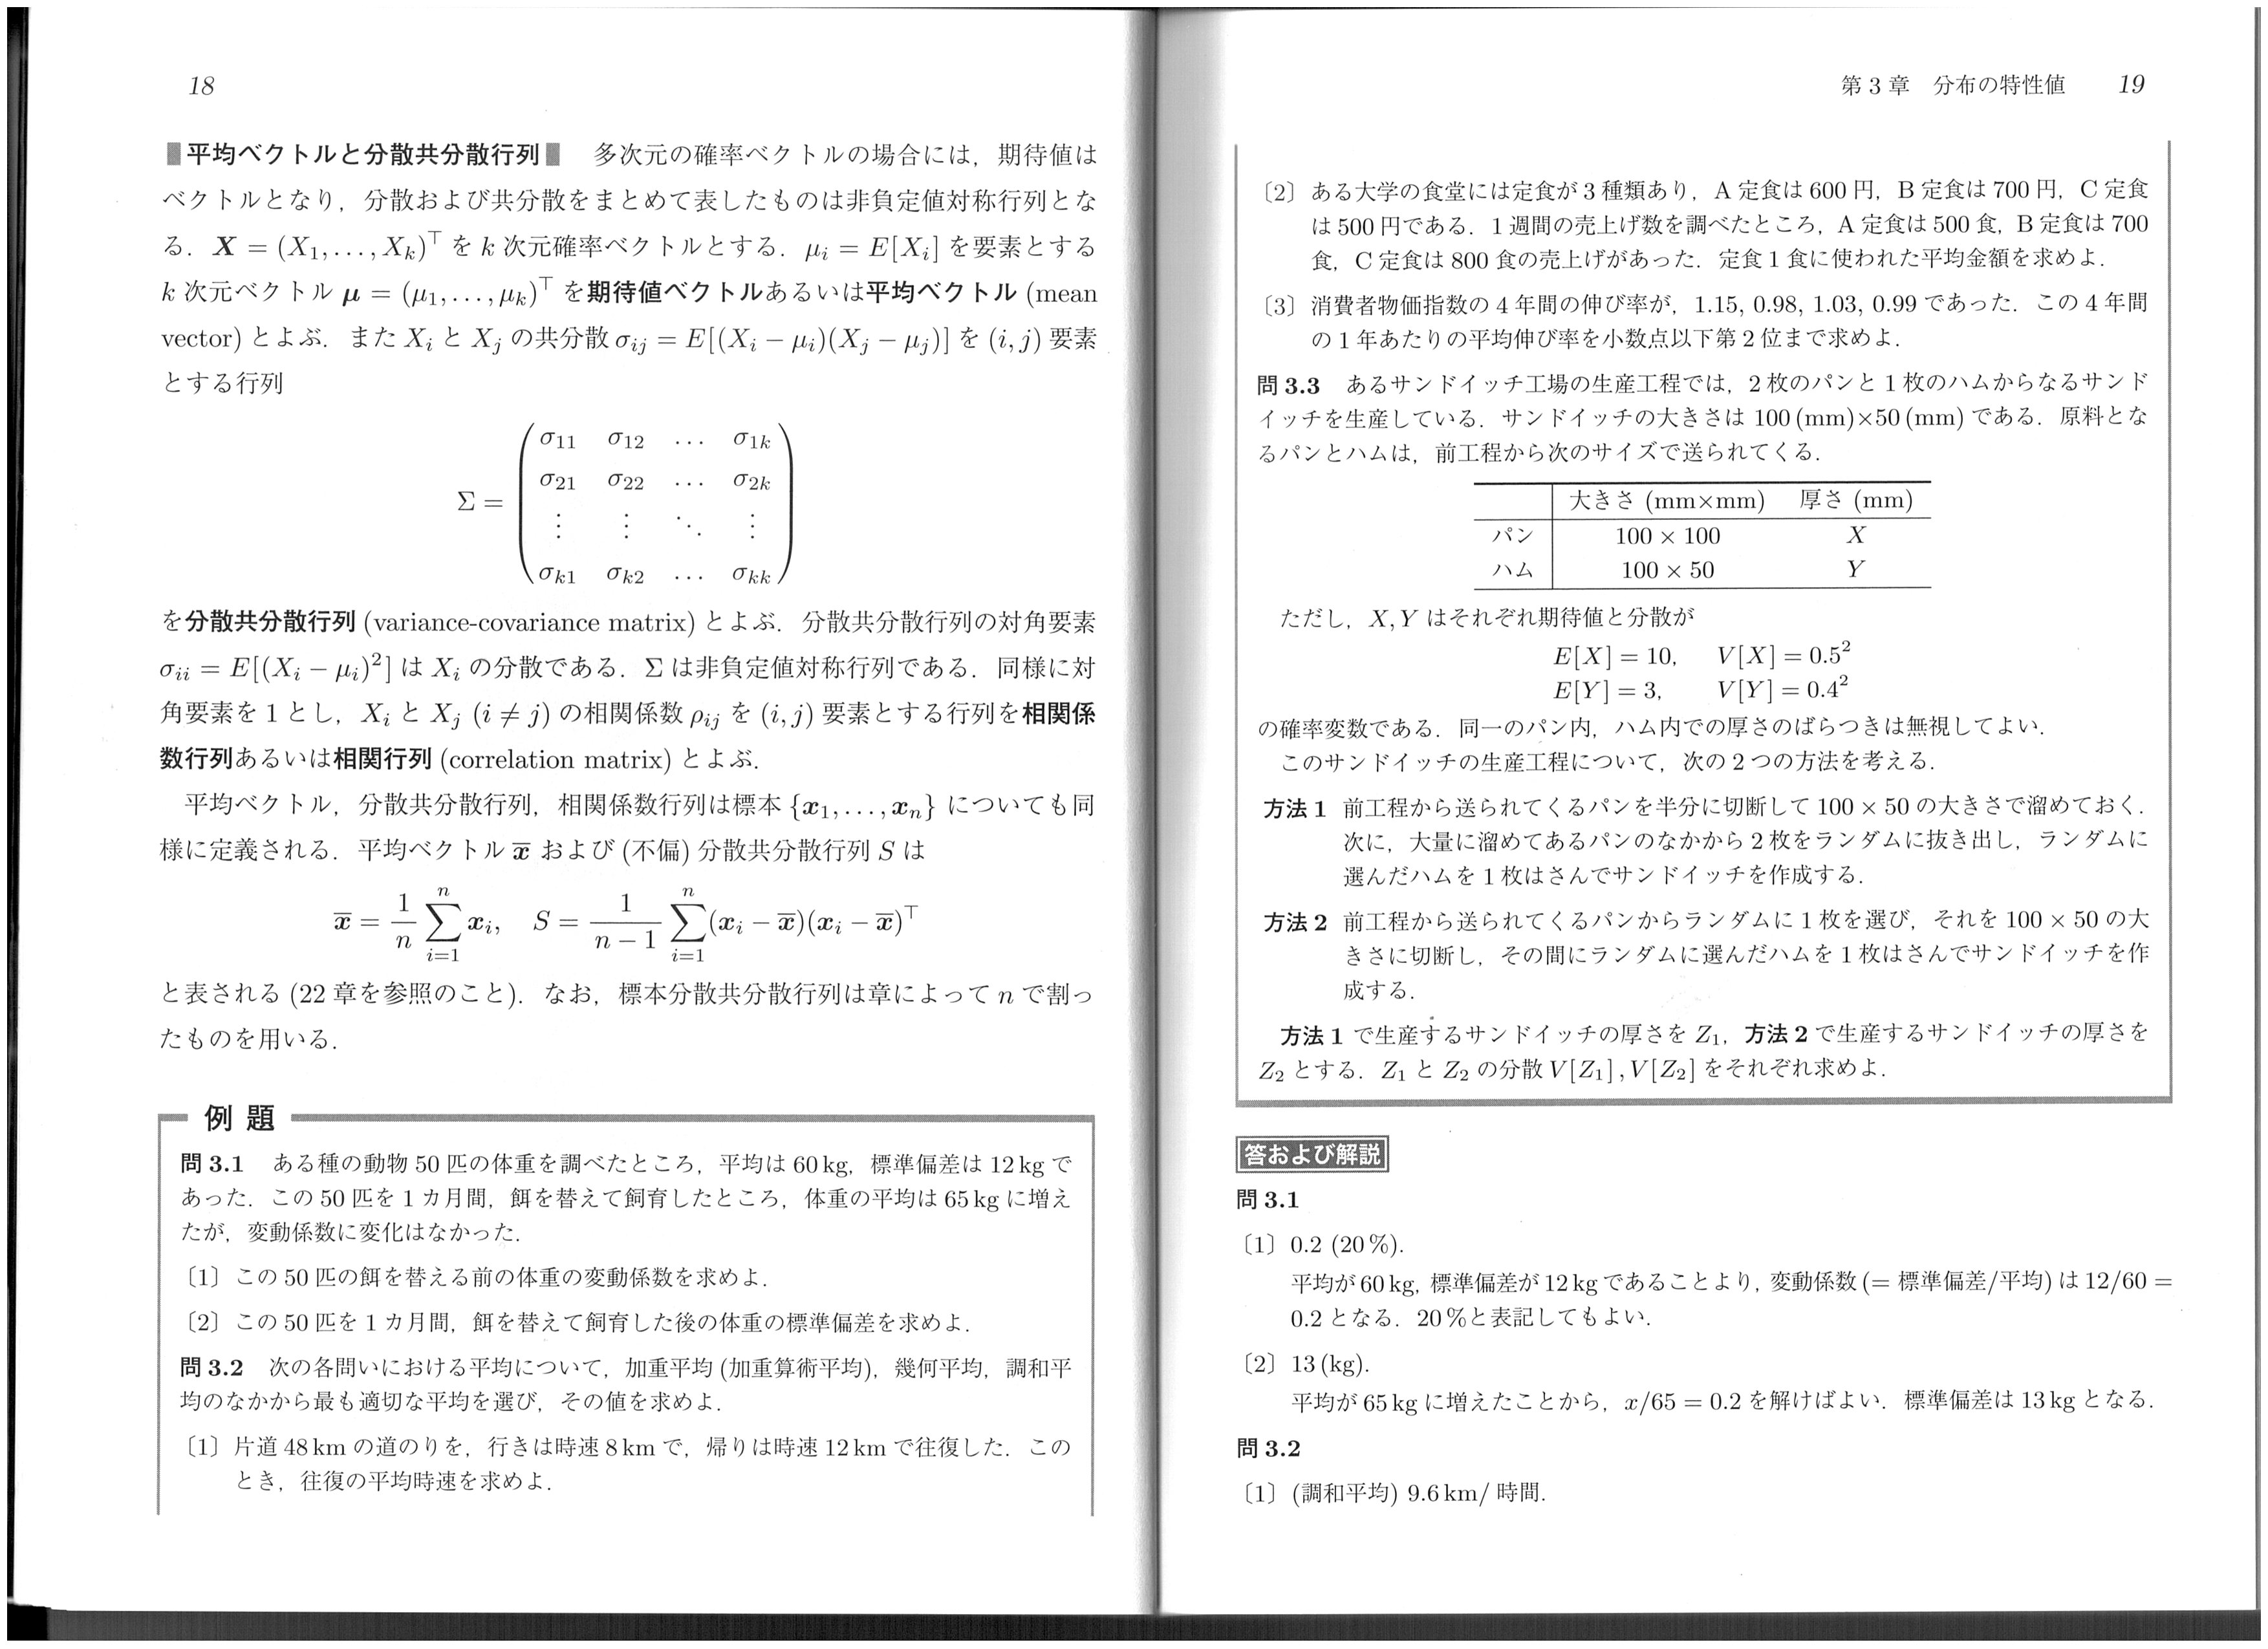 18
■平均ベクトルと分散共分散行列■　多次元の確率ベクトルの場合には，期待値は
ベクトルとなり，分散および共分散をまとめて表したものは非負定値対称行列とな
る．X = (X₁, . . . , Xₖ)⊤ を k 次元確率ベクトルとする．μᵢ = E[Xᵢ] を要素とする
k 次元ベクトル μ = (μ₁, . . . , μₖ)⊤ を期待値ベクトルあるいは平均ベクトル (mean
vector) とよぶ．また Xᵢ と Xⱼ の共分散 σᵢⱼ = E[(Xᵢ − μᵢ)(Xⱼ − μⱼ)] を (i, j) 要素
とする行列
Σ = ( σ₁₁ σ₁₂ . . . σ₁ₖ
σ₂₁ σ₂₂ . . . σ₂ₖ
⋮ ⋮ ⋱ ⋮
σₖ₁ σₖ₂ . . . σₖₖ )
を分散共分散行列 (variance-covariance matrix) とよぶ．分散共分散行列の対角要素
σᵢᵢ = E[(Xᵢ − μᵢ)²] は Xᵢ の分散である．Σ は非負定値対称行列である．同様に対
角要素を 1 とし，Xᵢ と Xⱼ (i ≠ j) の相関係数 ρᵢⱼ を (i, j) 要素とする行列を相関係
数行列あるいは相関行列 (correlation matrix) とよぶ．
平均ベクトル，分散共分散行列，相関係数行列は標本 {x₁, . . . , xₙ} についても同
様に定義される．平均ベクトル x̄ および (不偏) 分散共分散行列 S は
x̄ = 1/n ∑ᵢ₌₁ⁿ xᵢ, S = 1/(n − 1) ∑ᵢ₌₁ⁿ (xᵢ − x̄)(xᵢ − x̄)⊤
と表される (22 章を参照のこと)．なお，標本分散共分散行列は章によって n で割っ
たものを用いる．
例 題
問 3.1　ある種の動物 50 匹の体重を調べたところ，平均は 60 kg，標準偏差は 12 kg で
あった．この 50 匹を 1 カ月間，餌を替えて飼育したところ，体重の平均は 65 kg に増え
たが，変動係数に変化はなかった．
〔1〕この 50 匹の餌を替える前の体重の変動係数を求めよ．
〔2〕この 50 匹を 1 カ月間，餌を替えて飼育した後の体重の標準偏差を求めよ．
問 3.2　次の各問いにおける平均について，加重平均 (加重算術平均)，幾何平均，調和平
均のなかから最も適切な平均を選び，その値を求めよ．
〔1〕片道 48 km の道のりを，行きは時速 8 km で，帰りは時速 12 km で往復した．この
とき，往復の平均時速を求めよ．
第 3 章　分布の特性値　19
〔2〕ある大学の食堂には定食が 3 種類あり，A 定食は 600 円，B 定食は 700 円，C 定食
は 500 円である．1 週間の売上げ数を調べたところ，A 定食は 500 食，B 定食は 700
食，C 定食は 800 食の売上げがあった．定食 1 食に使われた平均金額を求めよ．
〔3〕消費者物価指数の 4 年間の伸び率が，1.15, 0.98, 1.03, 0.99 であった．この 4 年間
の 1 年あたりの平均伸び率を小数点以下第 2 位まで求めよ．
問 3.3　あるサンドイッチ工場の生産工程では，2 枚のパンと 1 枚のハムからなるサンド
イッチを生産している．サンドイッチの大きさは 100 (mm)×50 (mm) である．原料とな
るパンとハムは，前工程から次のサイズで送られてくる．
大きさ (mm×mm)　厚さ (mm)
パン　100 × 100　X
ハム　100 × 50　Y
ただし，X, Y はそれぞれ期待値と分散が
E[X] = 10,　V[X] = 0.5²
E[Y] = 3,　V[Y] = 0.4²
の確率変数である．同一のパン内，ハム内での厚さのばらつきは無視してよい．
このサンドイッチの生産工程について，次の 2 つの方法を考える．
方法 1　前工程から送られてくるパンを半分に切断して 100 × 50 の大きさで溜めておく．
次に，大量に溜めてあるパンのなかから 2 枚をランダムに抜き出し，ランダムに
選んだハムを 1 枚はさんでサンドイッチを作成する．
方法 2　前工程から送られてくるパンからランダムに 1 枚を選び，それを 100 × 50 の大
きさに切断し，その間にランダムに選んだハムを 1 枚はさんでサンドイッチを作
成する．
方法 1 で生産するサンドイッチの厚さを Z₁，方法 2 で生産するサンドイッチの厚さを
Z₂ とする．Z₁ と Z₂ の分散 V[Z₁] , V[Z₂] をそれぞれ求めよ．
答および解説
問 3.1
〔1〕0.2 (20 %)．
平均が 60 kg, 標準偏差が 12 kg であることより, 変動係数 (= 標準偏差/平均) は 12/60 =
0.2 となる．20 %と表記してもよい．
〔2〕13 (kg)．
平均が 65 kg に増えたことから，x/65 = 0.2 を解けばよい．標準偏差は 13 kg となる．
問 3.2
〔1〕(調和平均) 9.6 km/ 時間．